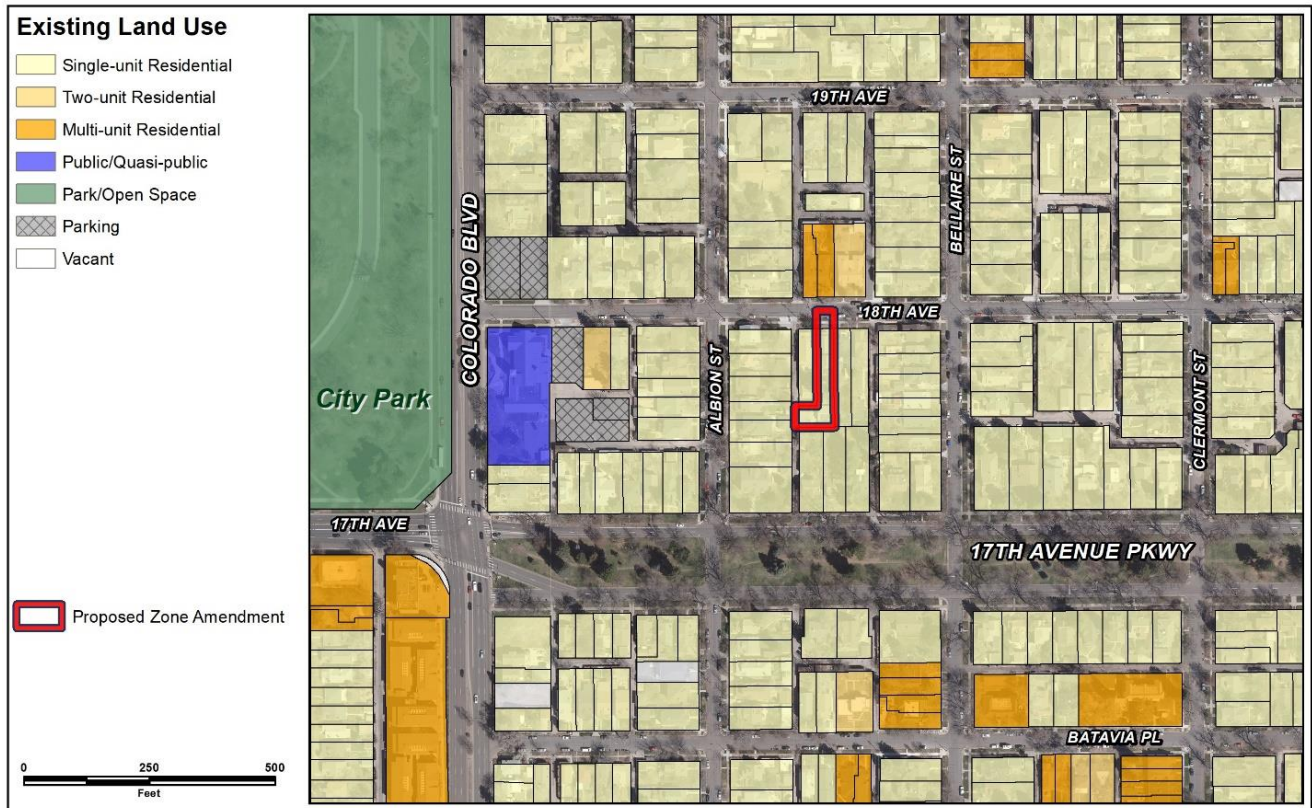 Existing Land Use
Single-unit Residential
Two-unit Residential
Multi-unit Residential
Public/Quasi-public
Park/Open Space
Parking
Vacant
Proposed Zone Amendment
0 250 500
Feet
19TH AVE
COLORADO BLVD
BELLAIRE ST
18TH AVE
ALBION ST
City Park
CLERMONT ST
17TH AVE
17TH AVENUE PKWY
BATAVIA PL